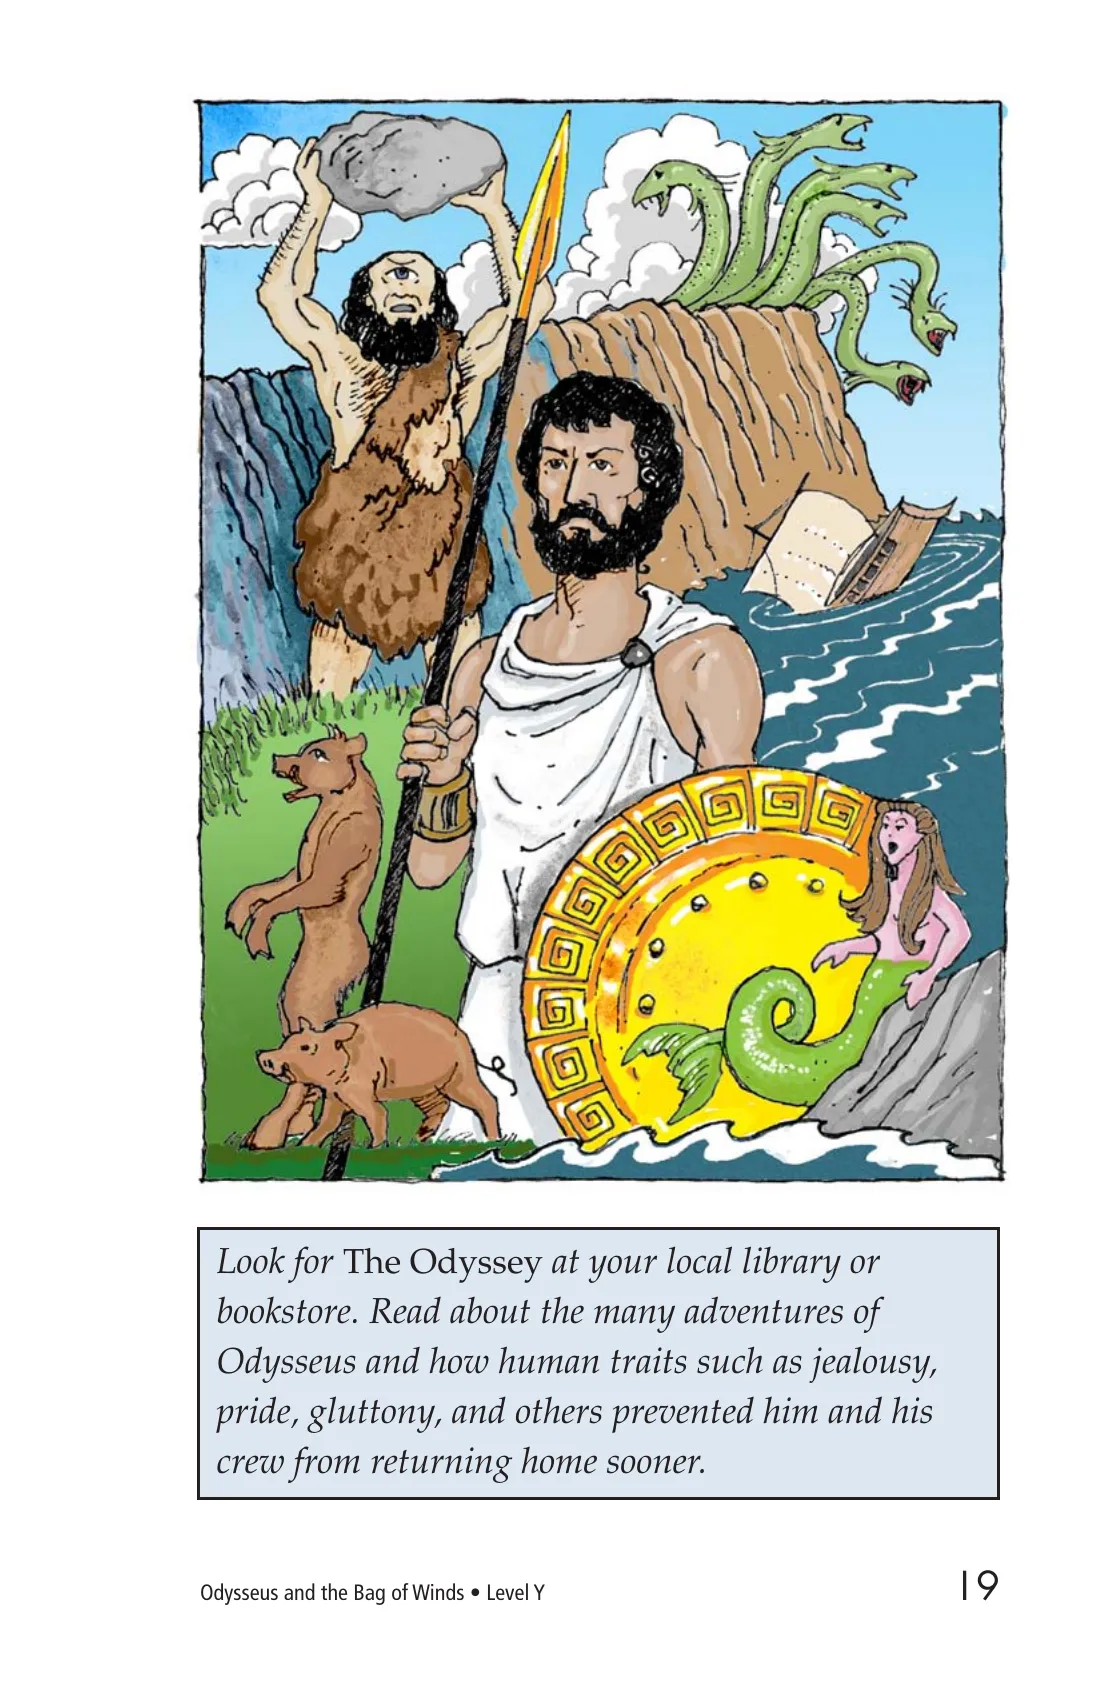 Look for The Odyssey at your local library or
bookstore. Read about the many adventures of
Odysseus and how human traits such as jealousy,
pride, gluttony, and others prevented him and his
crew from returning home sooner.
Odysseus and the Bag of Winds • Level Y
19